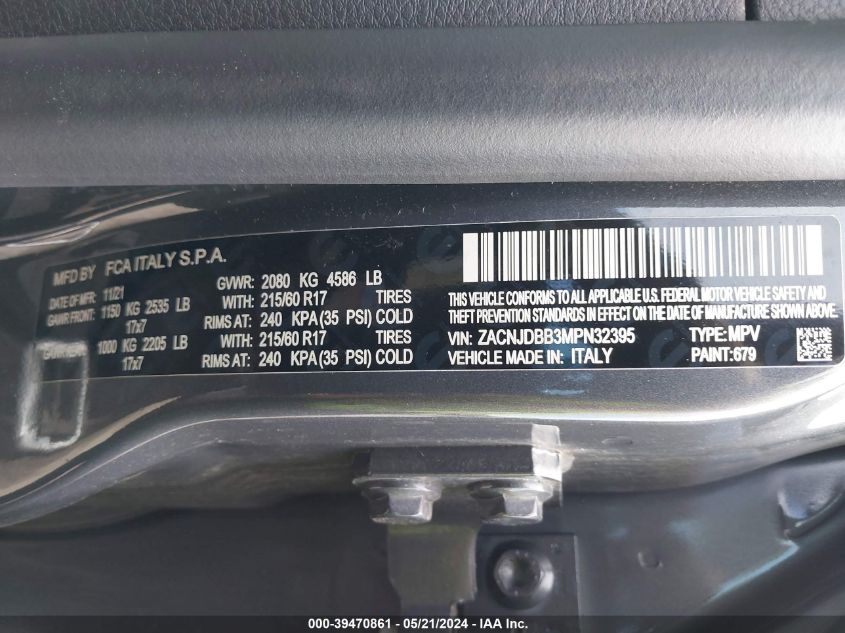 MFD BY FCA ITALY S.P.A.
DATE OF MFR: 11/21 GVWR: 2080 KG 4586 LB
GAWR FRONT: 1150 KG 2535 LB WITH: 215/60 R17 TIRES
17x7 RIMS AT: 240 KPA(35 PSI) COLD
1000 KG 2205 LB WITH: 215/60 R17 TIRES
17x7 RIMS AT: 240 KPA(35 PSI) COLD
THIS VEHICLE CONFORMS TO ALL APPLICABLE U.S. FEDERAL MOTOR VEHICLE SAFETY AND
THEFT PREVENTION STANDARDS IN EFFECT ON THE DATE OF MANUFACTURE SHOWN ABOVE
VIN: ZACNJDBB3MPN32395 TYPE: MPV
VEHICLE MADE IN: ITALY PAINT: 679
000-39470861 - 05/21/2024 - IAA Inc.